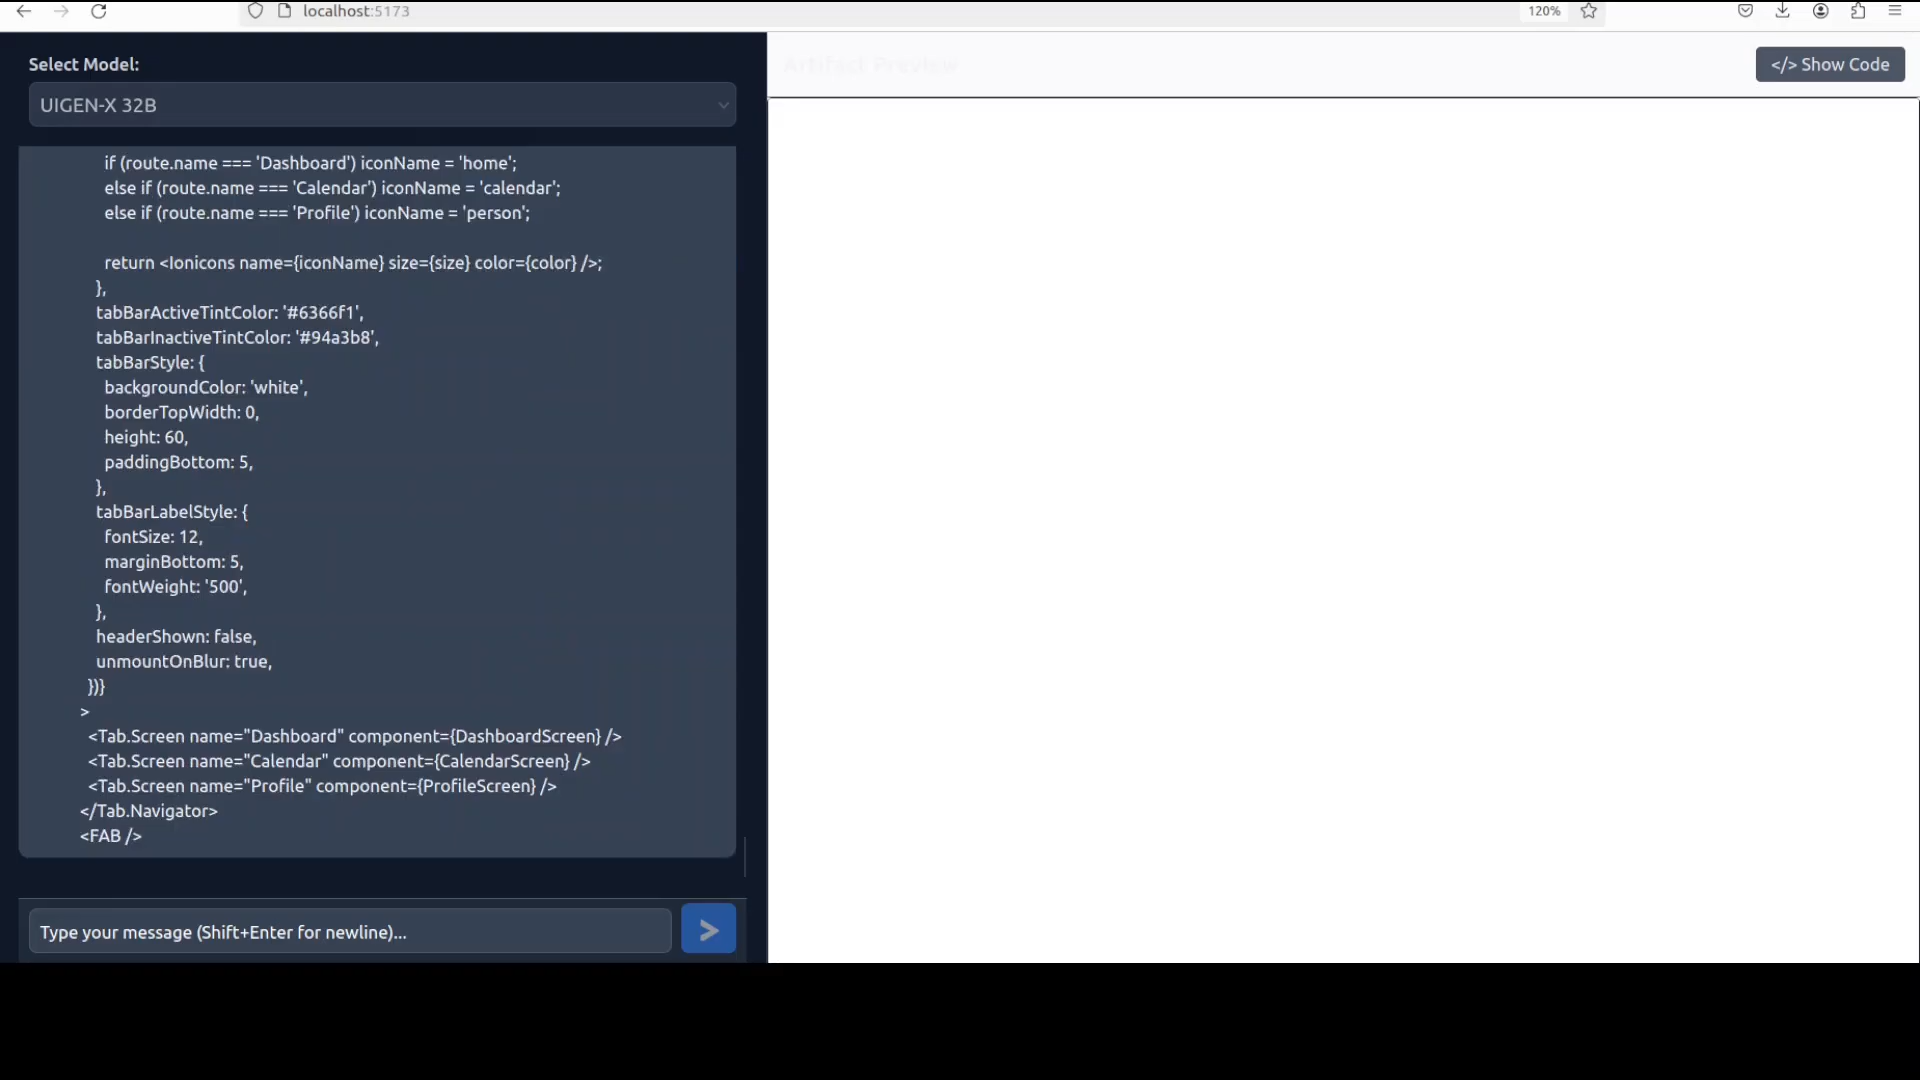 localhost:5173
120%
Select Model:
UIGEN-X 32B
Artifact Preview
</> Show Code
if (route.name === 'Dashboard') iconName = 'home';
else if (route.name === 'Calendar') iconName = 'calendar';
else if (route.name === 'Profile') iconName = 'person';
return <Ionicons name={iconName} size={size} color={color} />;
},
tabBarActiveTintColor: '#6366f1',
tabBarInactiveTintColor: '#94a3b8',
tabBarStyle: {
backgroundColor: 'white',
borderTopWidth: 0,
height: 60,
paddingBottom: 5,
},
tabBarLabelStyle: {
fontSize: 12,
marginBottom: 5,
fontWeight: '500',
},
headerShown: false,
unmountOnBlur: true,
})}
>
<Tab.Screen name="Dashboard" component={DashboardScreen} />
<Tab.Screen name="Calendar" component={CalendarScreen} />
<Tab.Screen name="Profile" component={ProfileScreen} />
</Tab.Navigator>
<FAB />
Type your message (Shift+Enter for newline)...